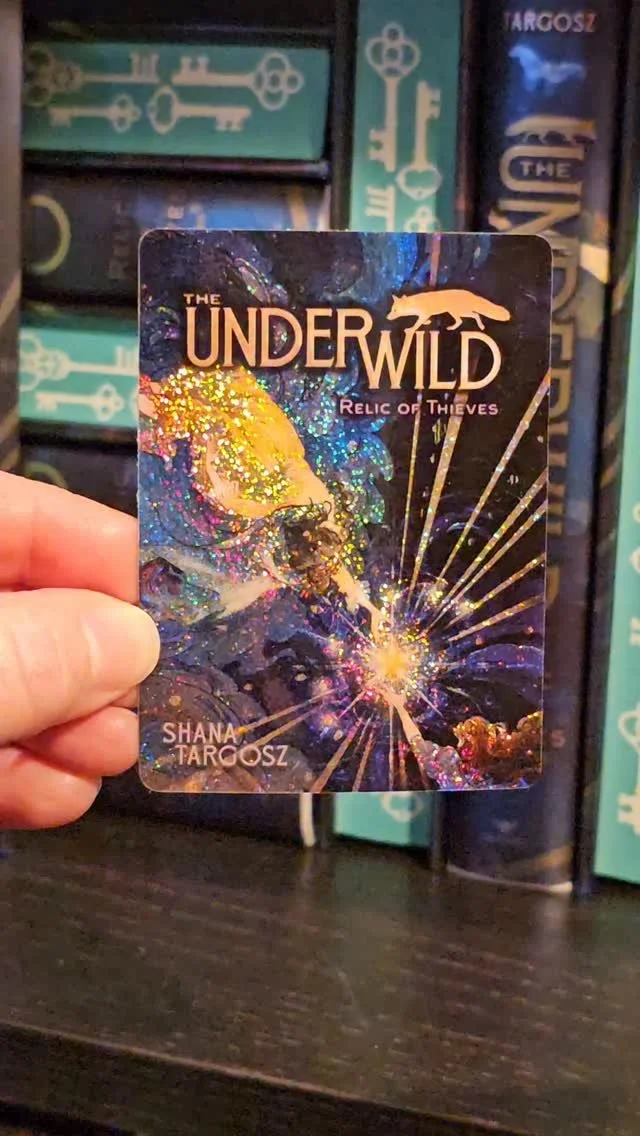 TARGOSZ
THE
UNDERWILD
THE
UNDERWILD
RELIC OF THIEVES
SHANA
TARGOSZ